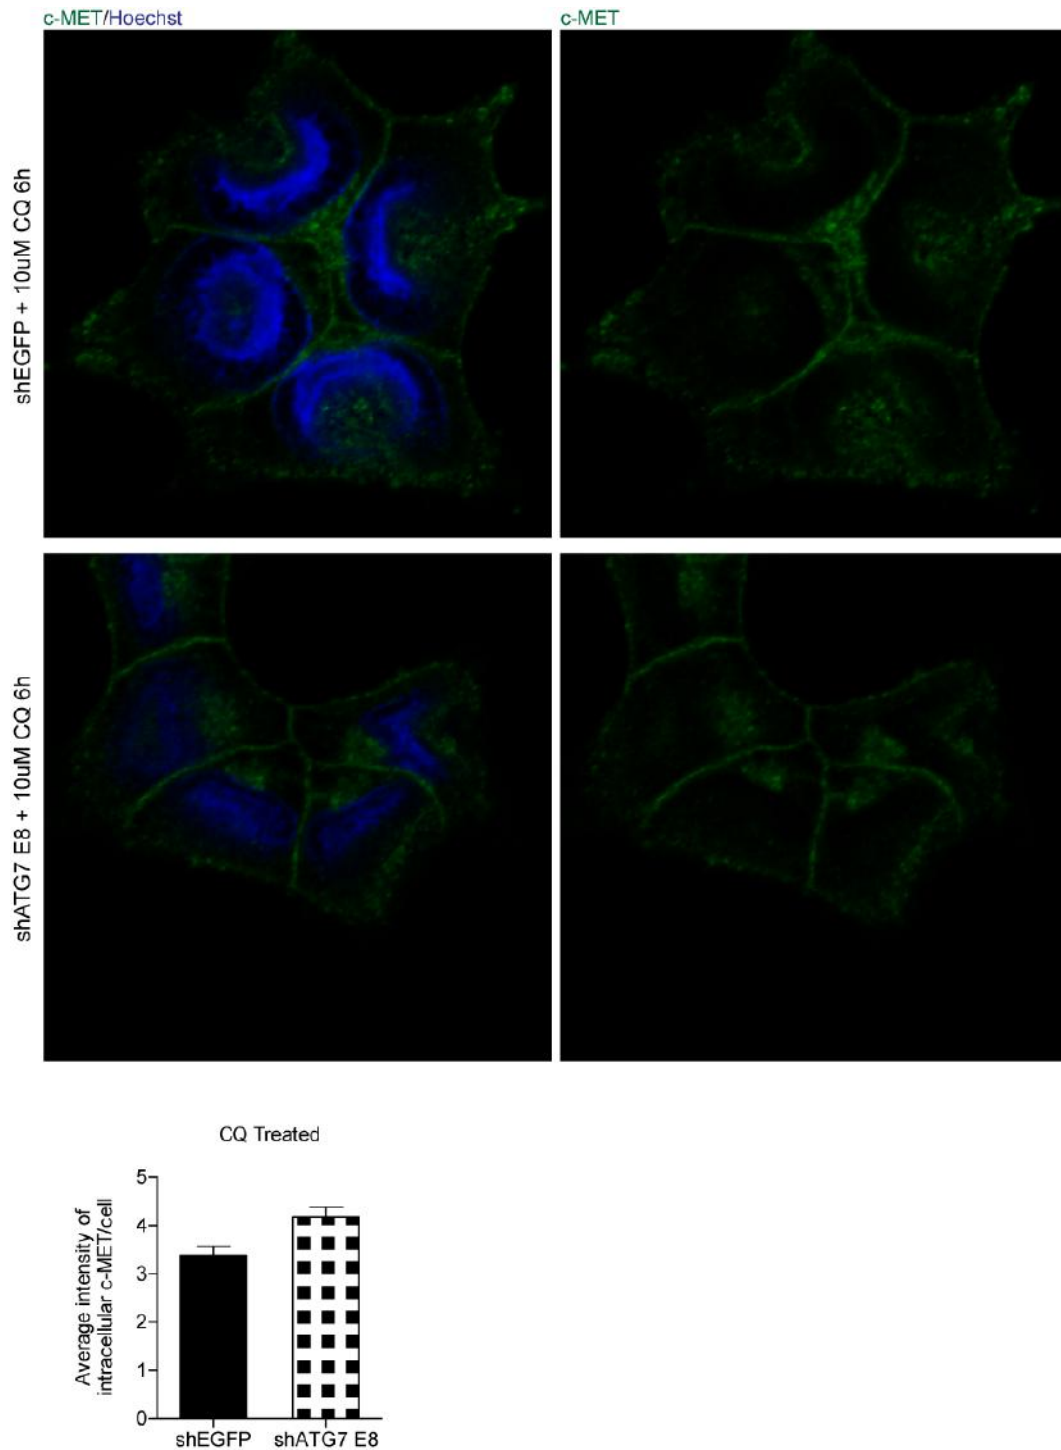 c-MET/Hoechst
c-MET
shEGFP + 10uM CQ 6h
shATG7 E8 + 10uM CQ 6h
CQ Treated
Average intensity of
intracellular c-MET/cell
5
4
3
2
1
0
shEGFP
shATG7 E8